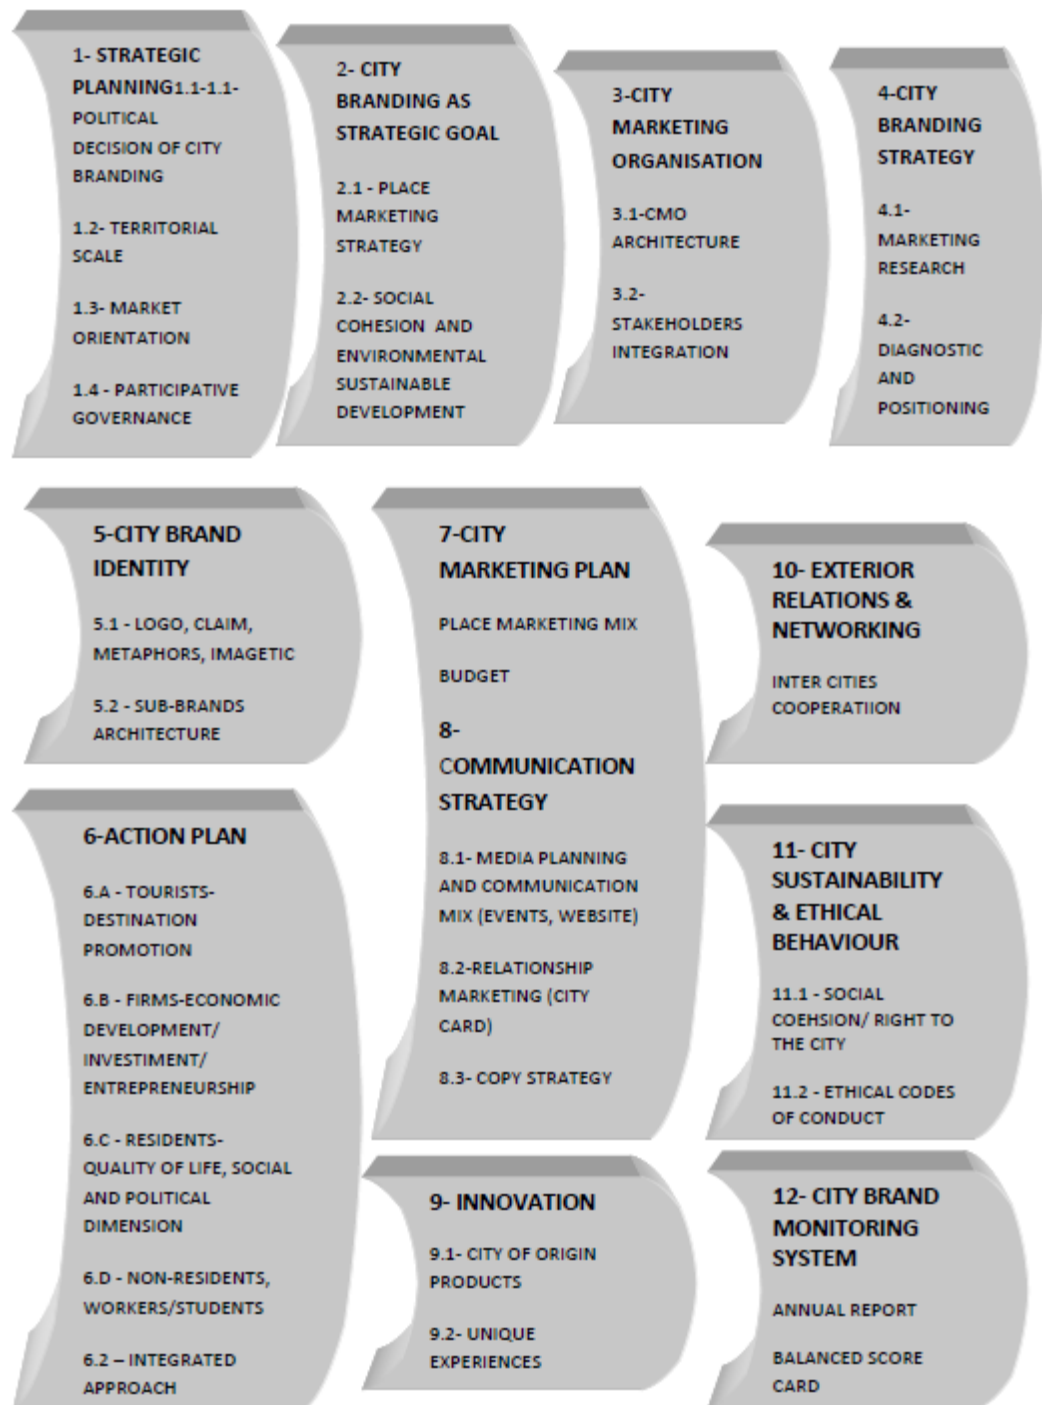 1- STRATEGIC
PLANNING1.1-1.1-
POLITICAL
DECISION OF CITY
BRANDING
1.2- TERRITORIAL
SCALE
1.3- MARKET
ORIENTATION
1.4 - PARTICIPATIVE
GOVERNANCE
2- CITY
BRANDING AS
STRATEGIC GOAL
2.1 - PLACE
MARKETING
STRATEGY
2.2- SOCIAL
COHESION AND
ENVIRONMENTAL
SUSTAINABLE
DEVELOPMENT
3-CITY
MARKETING
ORGANISATION
3.1-CMO
ARCHITECTURE
3.2-
STAKEHOLDERS
INTEGRATION
4-CITY
BRANDING
STRATEGY
4.1-
MARKETING
RESEARCH
4.2-
DIAGNOSTIC
AND
POSITIONING
5-CITY BRAND
IDENTITY
5.1 - LOGO, CLAIM,
METAPHORS, IMAGETIC
5.2 - SUB-BRANDS
ARCHITECTURE
6-ACTION PLAN
6.A - TOURISTS-
DESTINATION
PROMOTION
6.B - FIRMS-ECONOMIC
DEVELOPMENT/
INVESTIMENT/
ENTREPRENEURSHIP
6.C - RESIDENTS-
QUALITY OF LIFE, SOCIAL
AND POLITICAL
DIMENSION
6.D - NON-RESIDENTS,
WORKERS/STUDENTS
6.2 – INTEGRATED
APPROACH
7-CITY
MARKETING PLAN
PLACE MARKETING MIX
BUDGET
8-
COMMUNICATION
STRATEGY
8.1- MEDIA PLANNING
AND COMMUNICATION
MIX (EVENTS, WEBSITE)
8.2-RELATIONSHIP
MARKETING (CITY
CARD)
8.3- COPY STRATEGY
9- INNOVATION
9.1- CITY OF ORIGIN
PRODUCTS
9.2- UNIQUE
EXPERIENCES
10- EXTERIOR
RELATIONS &
NETWORKING
INTER CITIES
COOPERATIION
11- CITY
SUSTAINABILITY
& ETHICAL
BEHAVIOUR
11.1 - SOCIAL
COEHSION/ RIGHT TO
THE CITY
11.2 - ETHICAL CODES
OF CONDUCT
12- CITY BRAND
MONITORING
SYSTEM
ANNUAL REPORT
BALANCED SCORE
CARD